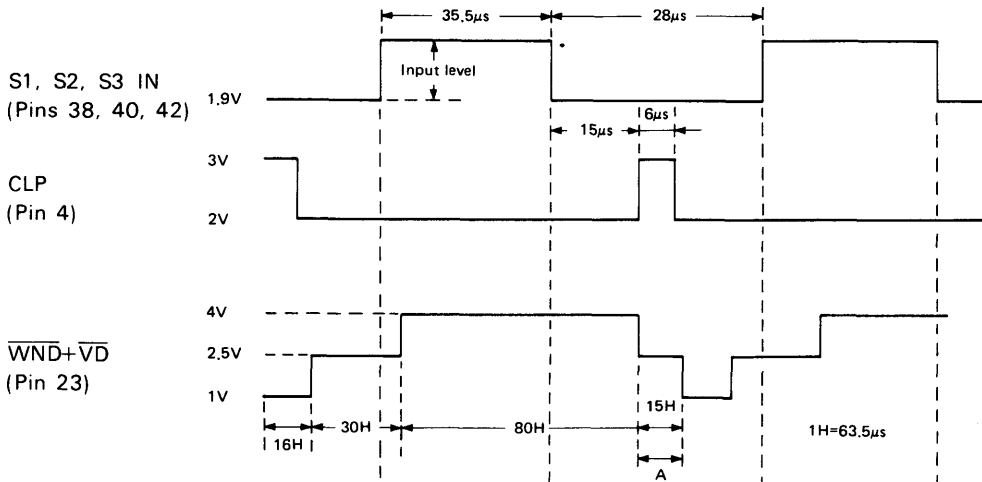 35.5μs
28μs
S1, S2, S3 IN
(Pins 38, 40, 42)
Input level
1.9V
15μs
6μs
CLP
(Pin 4)
3V
2V
WND+VD
(Pin 23)
4V
2.5V
1V
16H
30H
80H
15H
A
1H=63.5μs